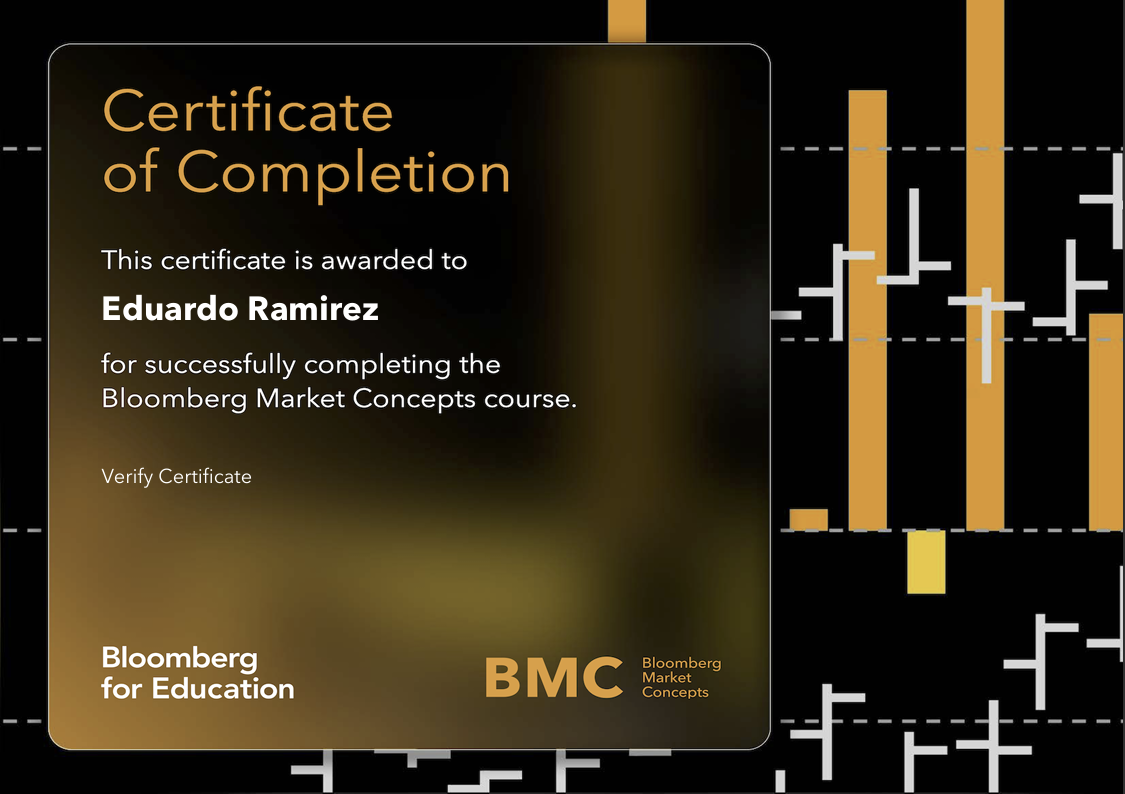 Certificate
of Completion
This certificate is awarded to
Eduardo Ramirez
for successfully completing the
Bloomberg Market Concepts course.
Verify Certificate
Bloomberg
for Education
BMC
Bloomberg
Market
Concepts